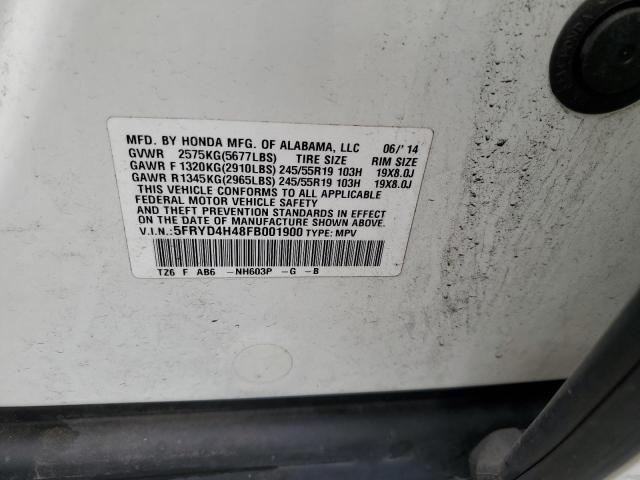 MFD. BY HONDA MFG. OF ALABAMA, LLC 06/'14
GVWR 2575KG(5677LBS) TIRE SIZE RIM SIZE
GAWR F 1320KG(2910LBS) 245/55R19 103H 19X8.0J
GAWR R1345KG(2965LBS) 245/55R19 103H 19X8.0J
THIS VEHICLE CONFORMS TO ALL APPLICABLE
FEDERAL MOTOR VEHICLE SAFETY
AND THEFT PREVENTION STANDARDS IN EFFECT
ON THE DATE OF MANUFACTURE SHOWN ABOVE.
V.I.N.:5FRYD4H48FB001900 TYPE: MPV
TZ6 F AB6 -NH603P -G -B